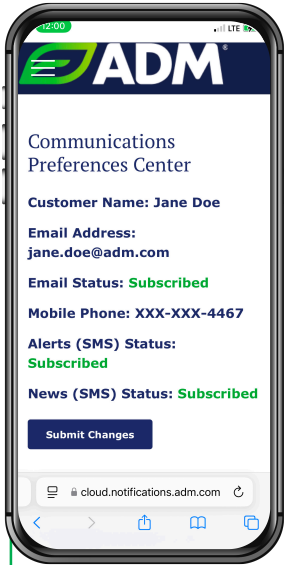 12:00 LTE
ADM®
Communications
Preferences Center
Customer Name: Jane Doe
Email Address:
jane.doe@adm.com
Email Status: Subscribed
Mobile Phone: XXX-XXX-4467
Alerts (SMS) Status:
Subscribed
News (SMS) Status: Subscribed
Submit Changes
cloud.notifications.adm.com